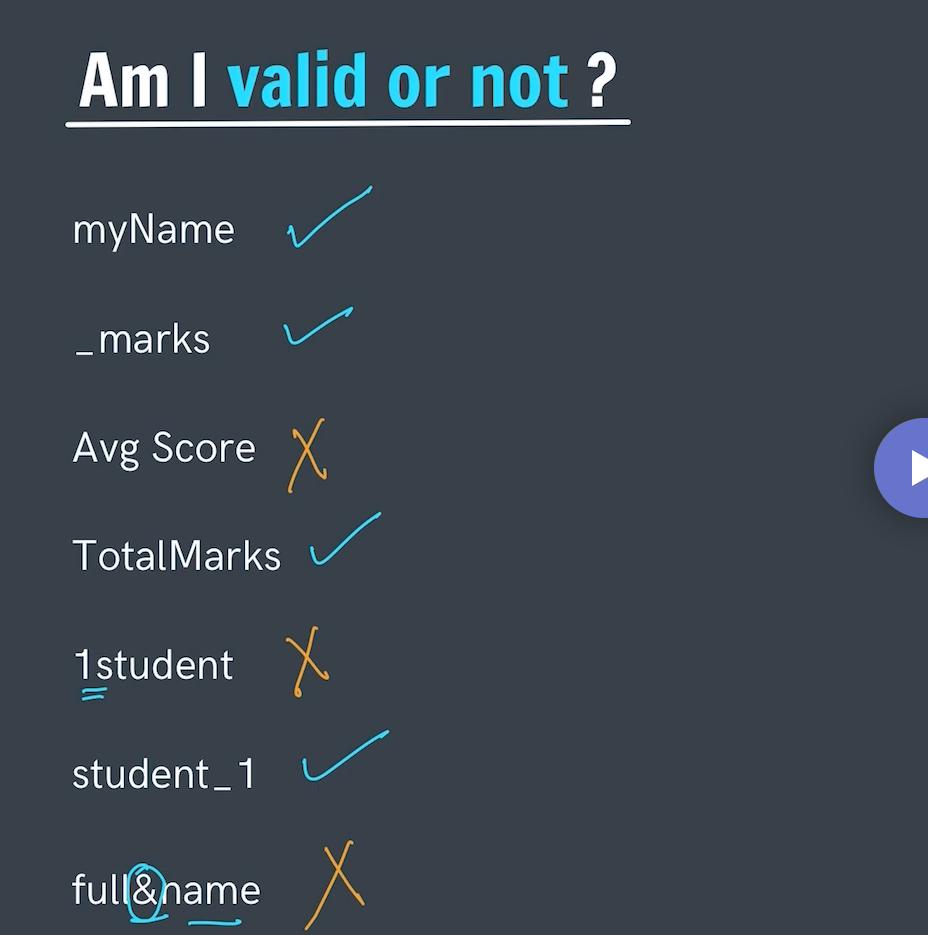 Am I valid or not ?
myName
_marks
Avg Score
TotalMarks
1student
student_1
full&name